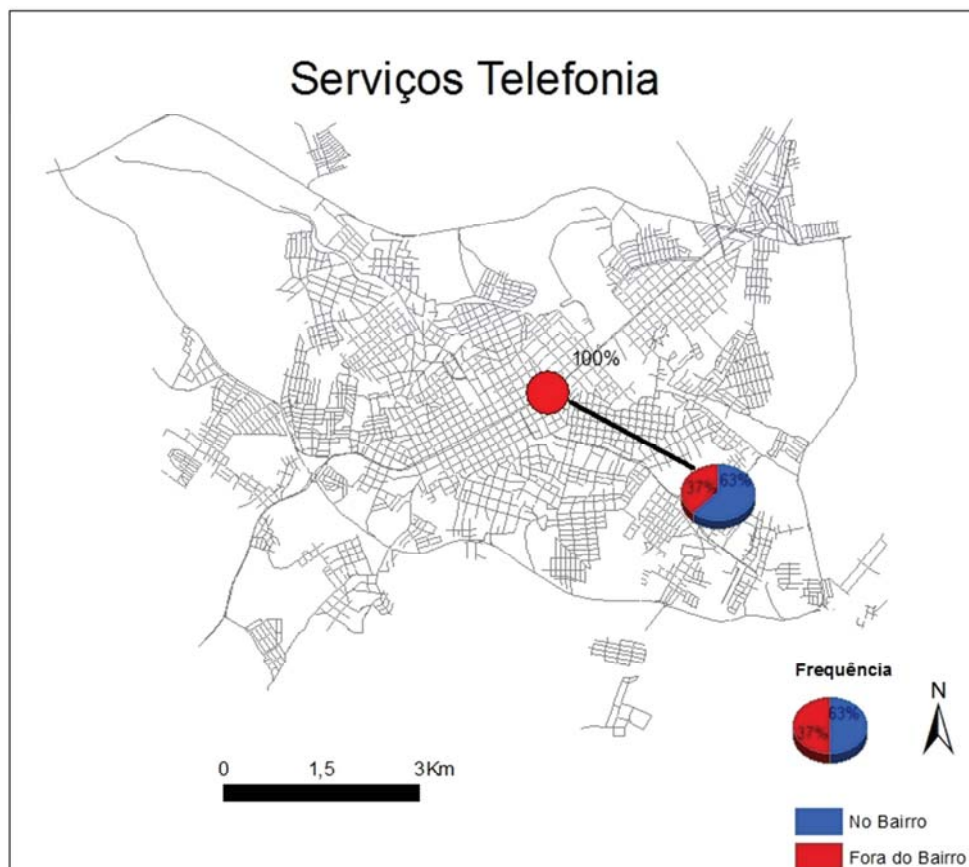 Serviços Telefonia
100%
37% 63%
Frequência
63%
37%
N
0 1,5 3Km
No Bairro
Fora do Bairro